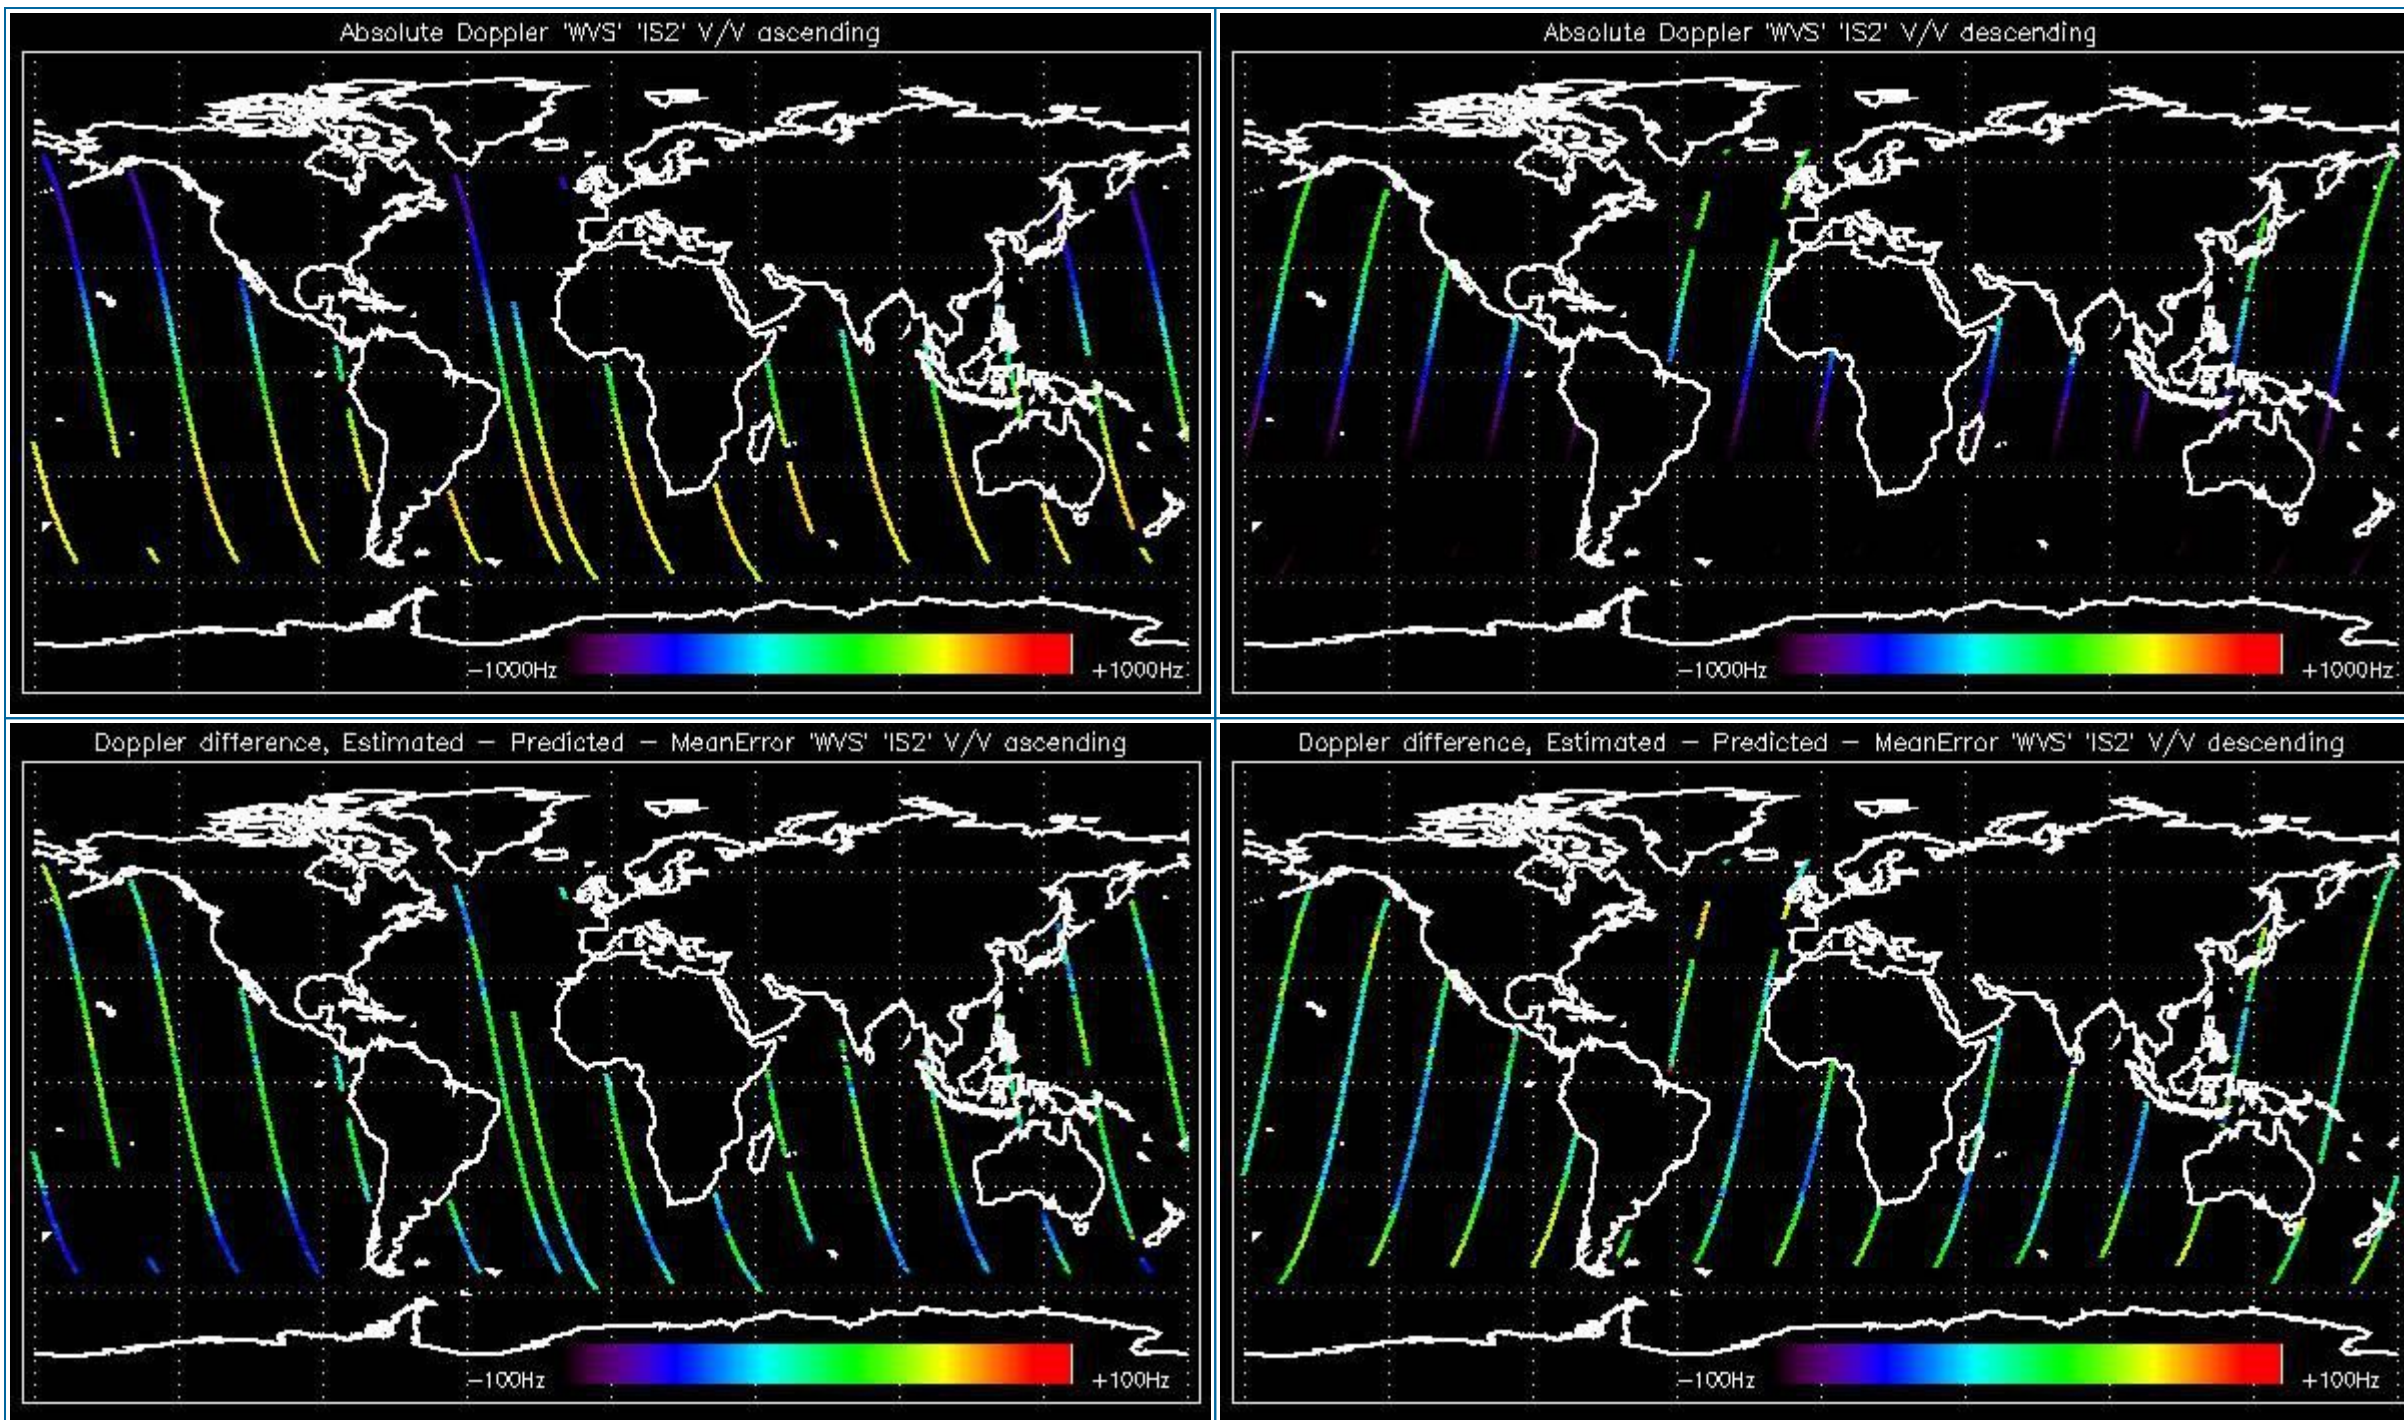 Absolute Doppler 'WVS' 'IS2' V/V ascending
-1000Hz
+1000Hz
Absolute Doppler 'WVS' 'IS2' V/V descending
-1000Hz
+1000Hz
Doppler difference, Estimated - Predicted - MeanError 'WVS' 'IS2' V/V ascending
-100Hz
+100Hz
Doppler difference, Estimated - Predicted - MeanError 'WVS' 'IS2' V/V descending
-100Hz
+100Hz